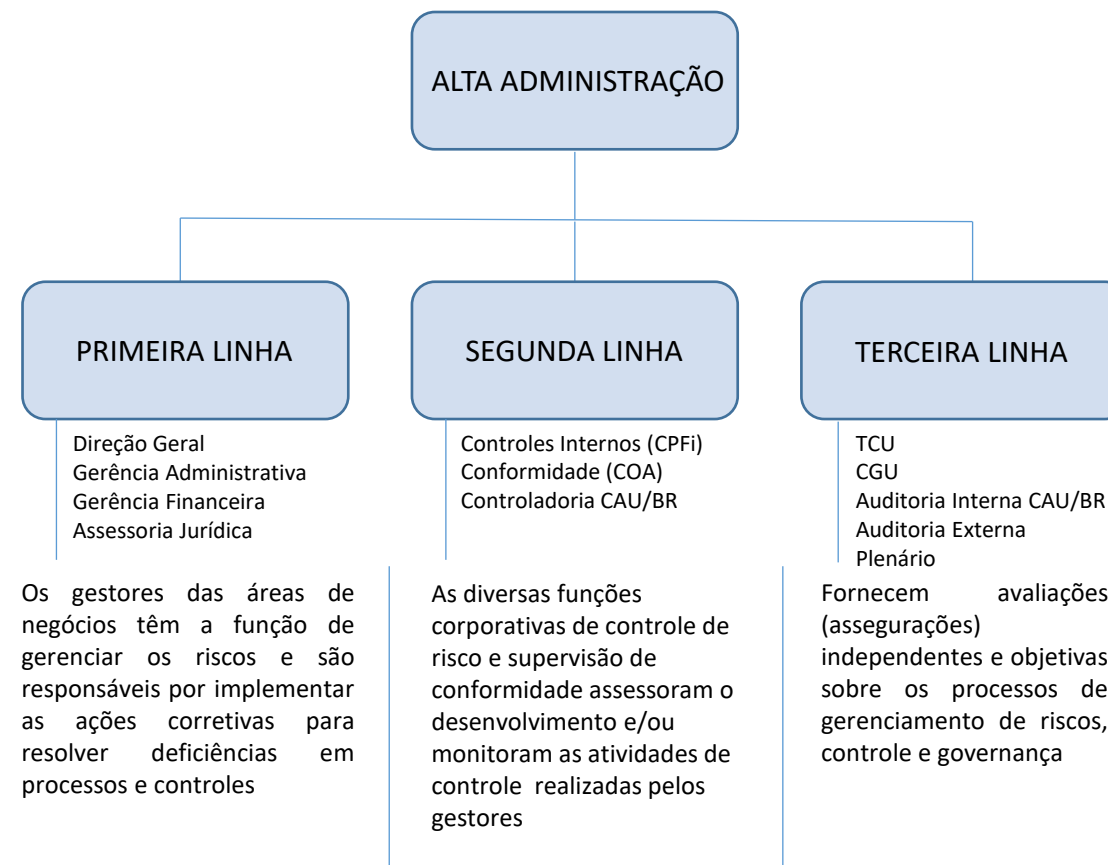 ALTA ADMINISTRAÇÃO
PRIMEIRA LINHA
Direção Geral
Gerência Administrativa
Gerência Financeira
Assessoria Jurídica
Os gestores das áreas de
negócios têm a função de
gerenciar os riscos e são
responsáveis por implementar
as ações corretivas para
resolver deficiências em
processos e controles
SEGUNDA LINHA
Controles Internos (CPFi)
Conformidade (COA)
Controladoria CAU/BR
As diversas funções
corporativas de controle de
risco e supervisão de
conformidade assessoram o
desenvolvimento e/ou
monitoram as atividades de
controle realizadas pelos
gestores
TERCEIRA LINHA
TCU
CGU
Auditoria Interna CAU/BR
Auditoria Externa
Plenário
Fornecem avaliações
(assegurações)
independentes e objetivas
sobre os processos de
gerenciamento de riscos,
controle e governança